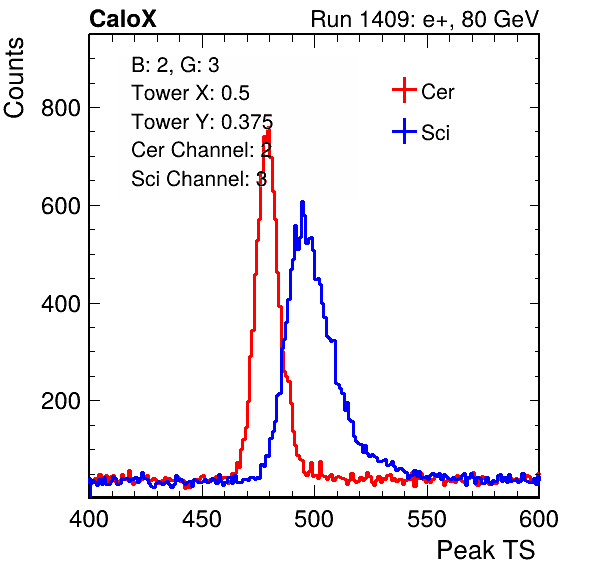 CaloX Run 1409: e+, 80 GeV
Counts
B: 2, G: 3
Tower X: 0.5
Tower Y: 0.375
Cer Channel: 2
Sci Channel: 3
Cer
Sci
800
600
400
200
400 450 500 550 600
Peak TS